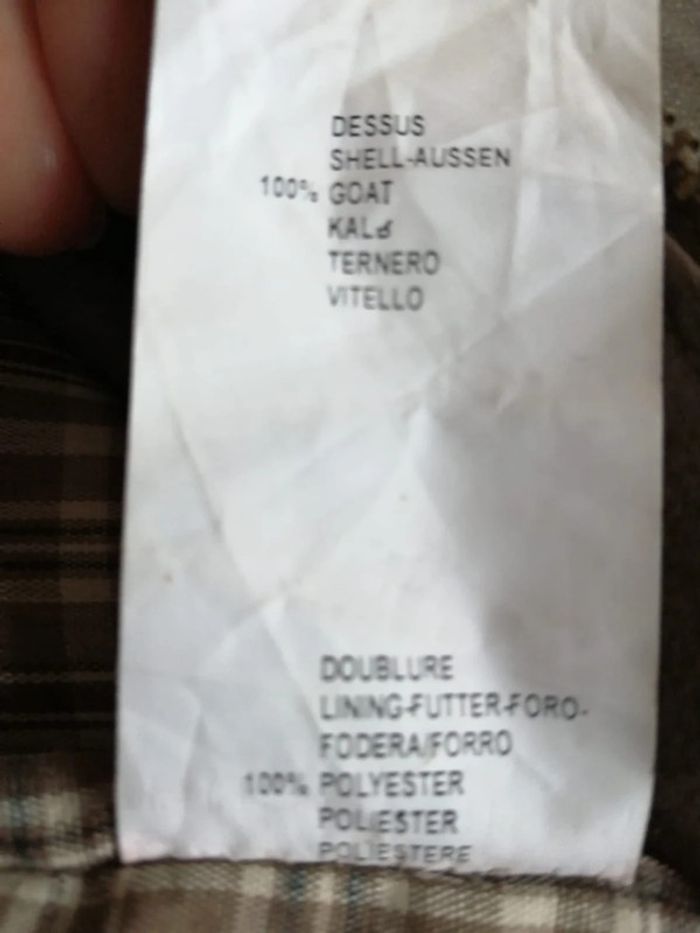 DESSUS
SHELL-AUSSEN
100% GOAT
TERNERO
VITELLO
DOUBLURE
LINING-FUTTER-FORO-
FODERA/FORRO
100% POLYESTER
POLIESTER
POLIESTERE